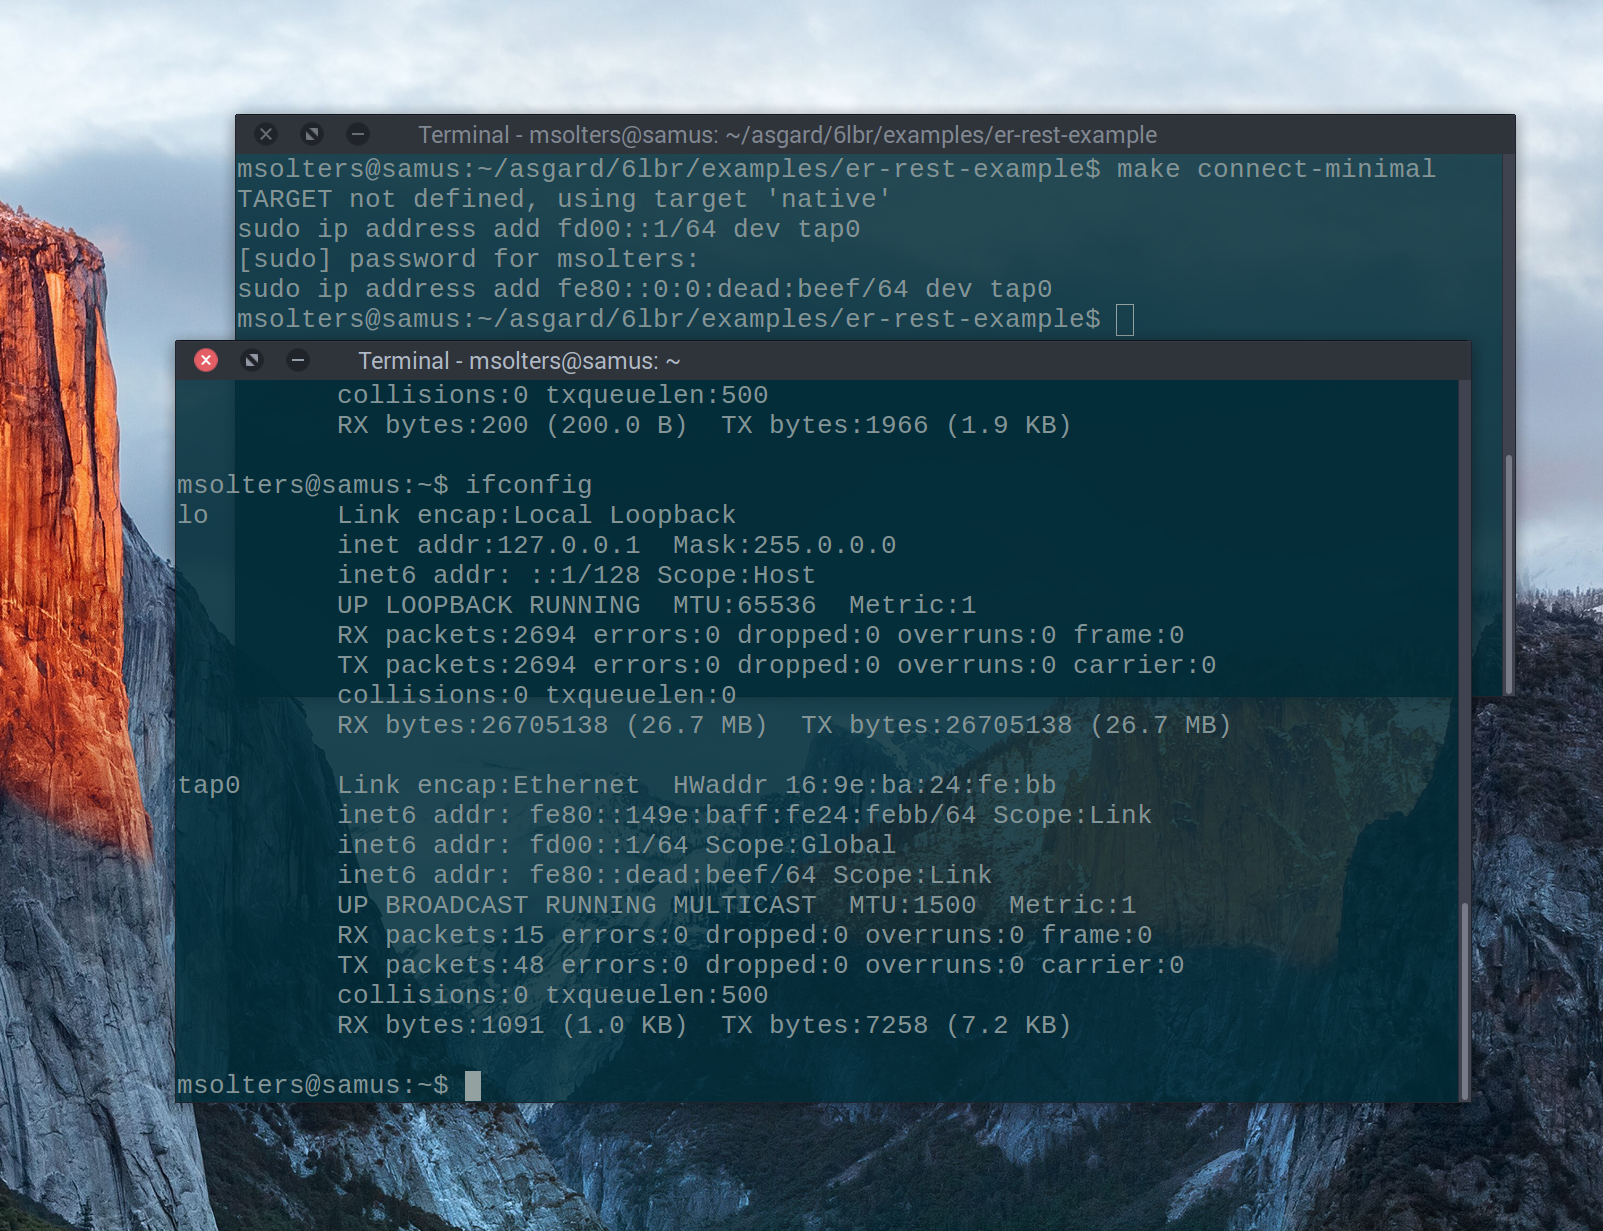 Terminal - msolters@samus: ~/asgard/6lbr/examples/er-rest-example
msolters@samus:~/asgard/6lbr/examples/er-rest-example$ make connect-minimal
TARGET not defined, using target 'native'
sudo ip address add fd00::1/64 dev tap0
[sudo] password for msolters:
sudo ip address add fe80::0:0:dead:beef/64 dev tap0
msolters@samus:~/asgard/6lbr/examples/er-rest-example$
Terminal - msolters@samus: ~
collisions:0 txqueuelen:500
RX bytes:200 (200.0 B)  TX bytes:1966 (1.9 KB)
msolters@samus:~$ ifconfig
lo        Link encap:Local Loopback
inet addr:127.0.0.1  Mask:255.0.0.0
inet6 addr: ::1/128 Scope:Host
UP LOOPBACK RUNNING  MTU:65536  Metric:1
RX packets:2694 errors:0 dropped:0 overruns:0 frame:0
TX packets:2694 errors:0 dropped:0 overruns:0 carrier:0
collisions:0 txqueuelen:0
RX bytes:26705138 (26.7 MB)  TX bytes:26705138 (26.7 MB)
tap0      Link encap:Ethernet  HWaddr 16:9e:ba:24:fe:bb
inet6 addr: fe80::149e:baff:fe24:febb/64 Scope:Link
inet6 addr: fd00::1/64 Scope:Global
inet6 addr: fe80::dead:beef/64 Scope:Link
UP BROADCAST RUNNING MULTICAST  MTU:1500  Metric:1
RX packets:15 errors:0 dropped:0 overruns:0 frame:0
TX packets:48 errors:0 dropped:0 overruns:0 carrier:0
collisions:0 txqueuelen:500
RX bytes:1091 (1.0 KB)  TX bytes:7258 (7.2 KB)
msolters@samus:~$